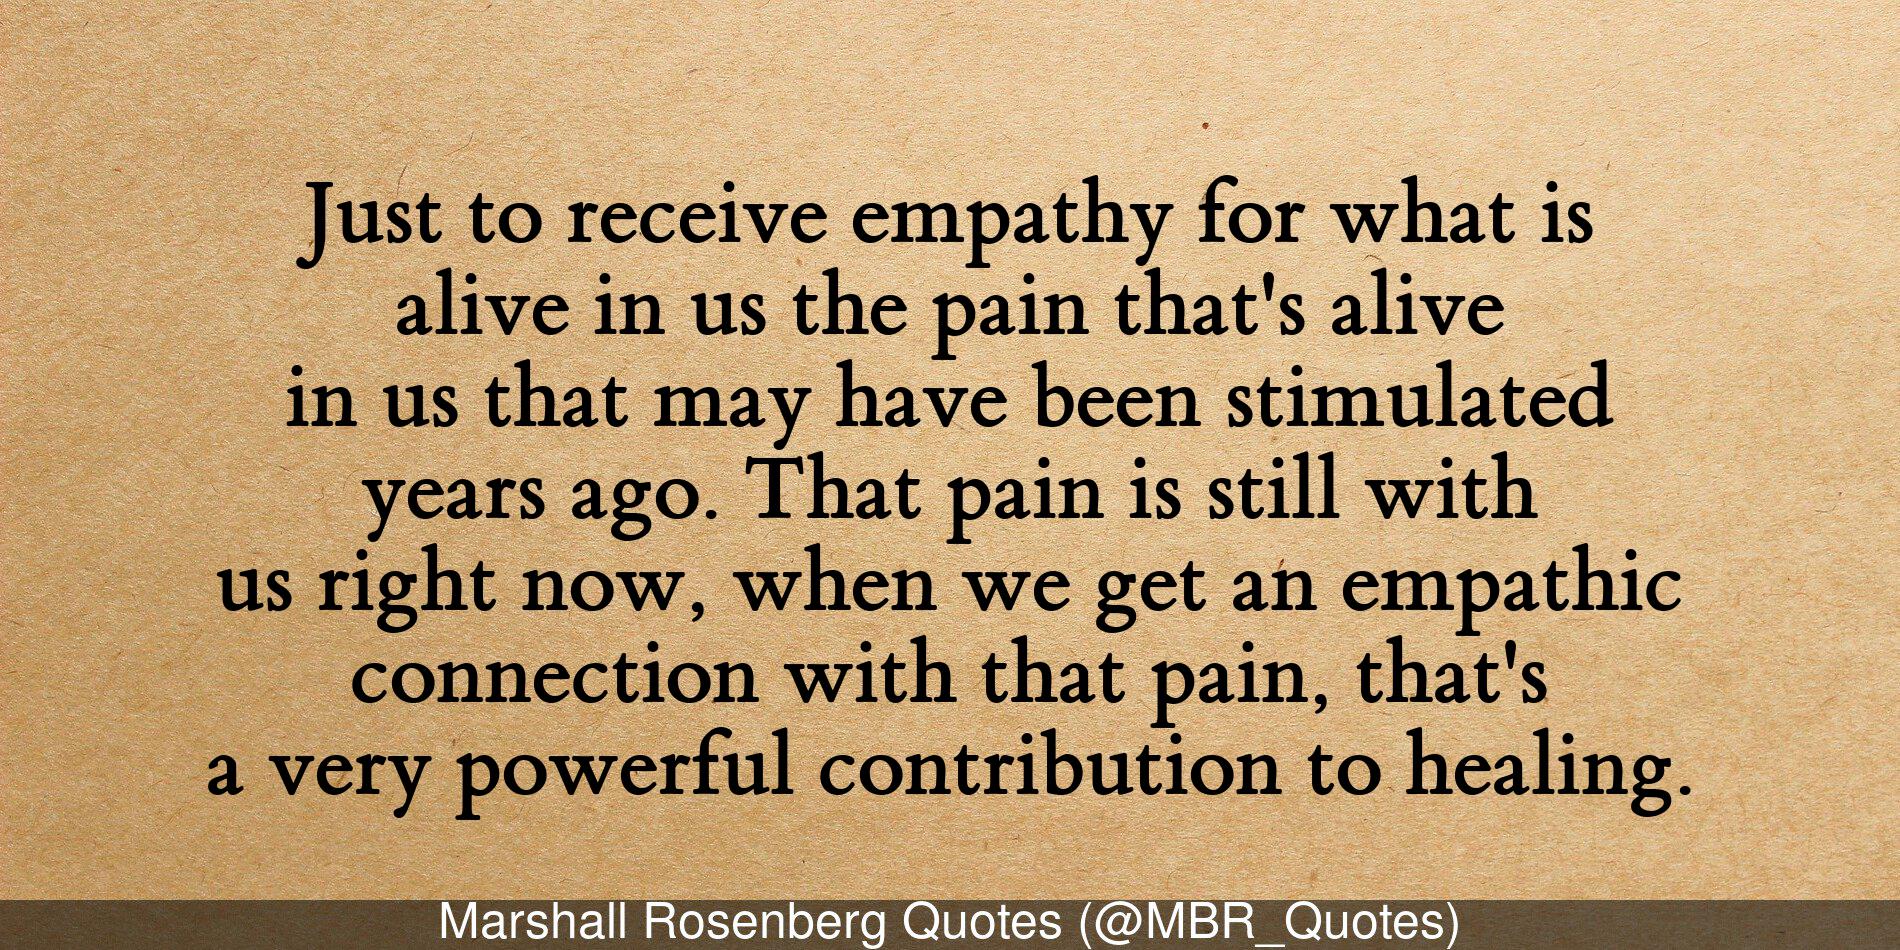 Just to receive empathy for what is
alive in us the pain that's alive
in us that may have been stimulated
years ago. That pain is still with
us right now, when we get an empathic
connection with that pain, that's
a very powerful contribution to healing.
Marshall Rosenberg Quotes (@MBR_Quotes)